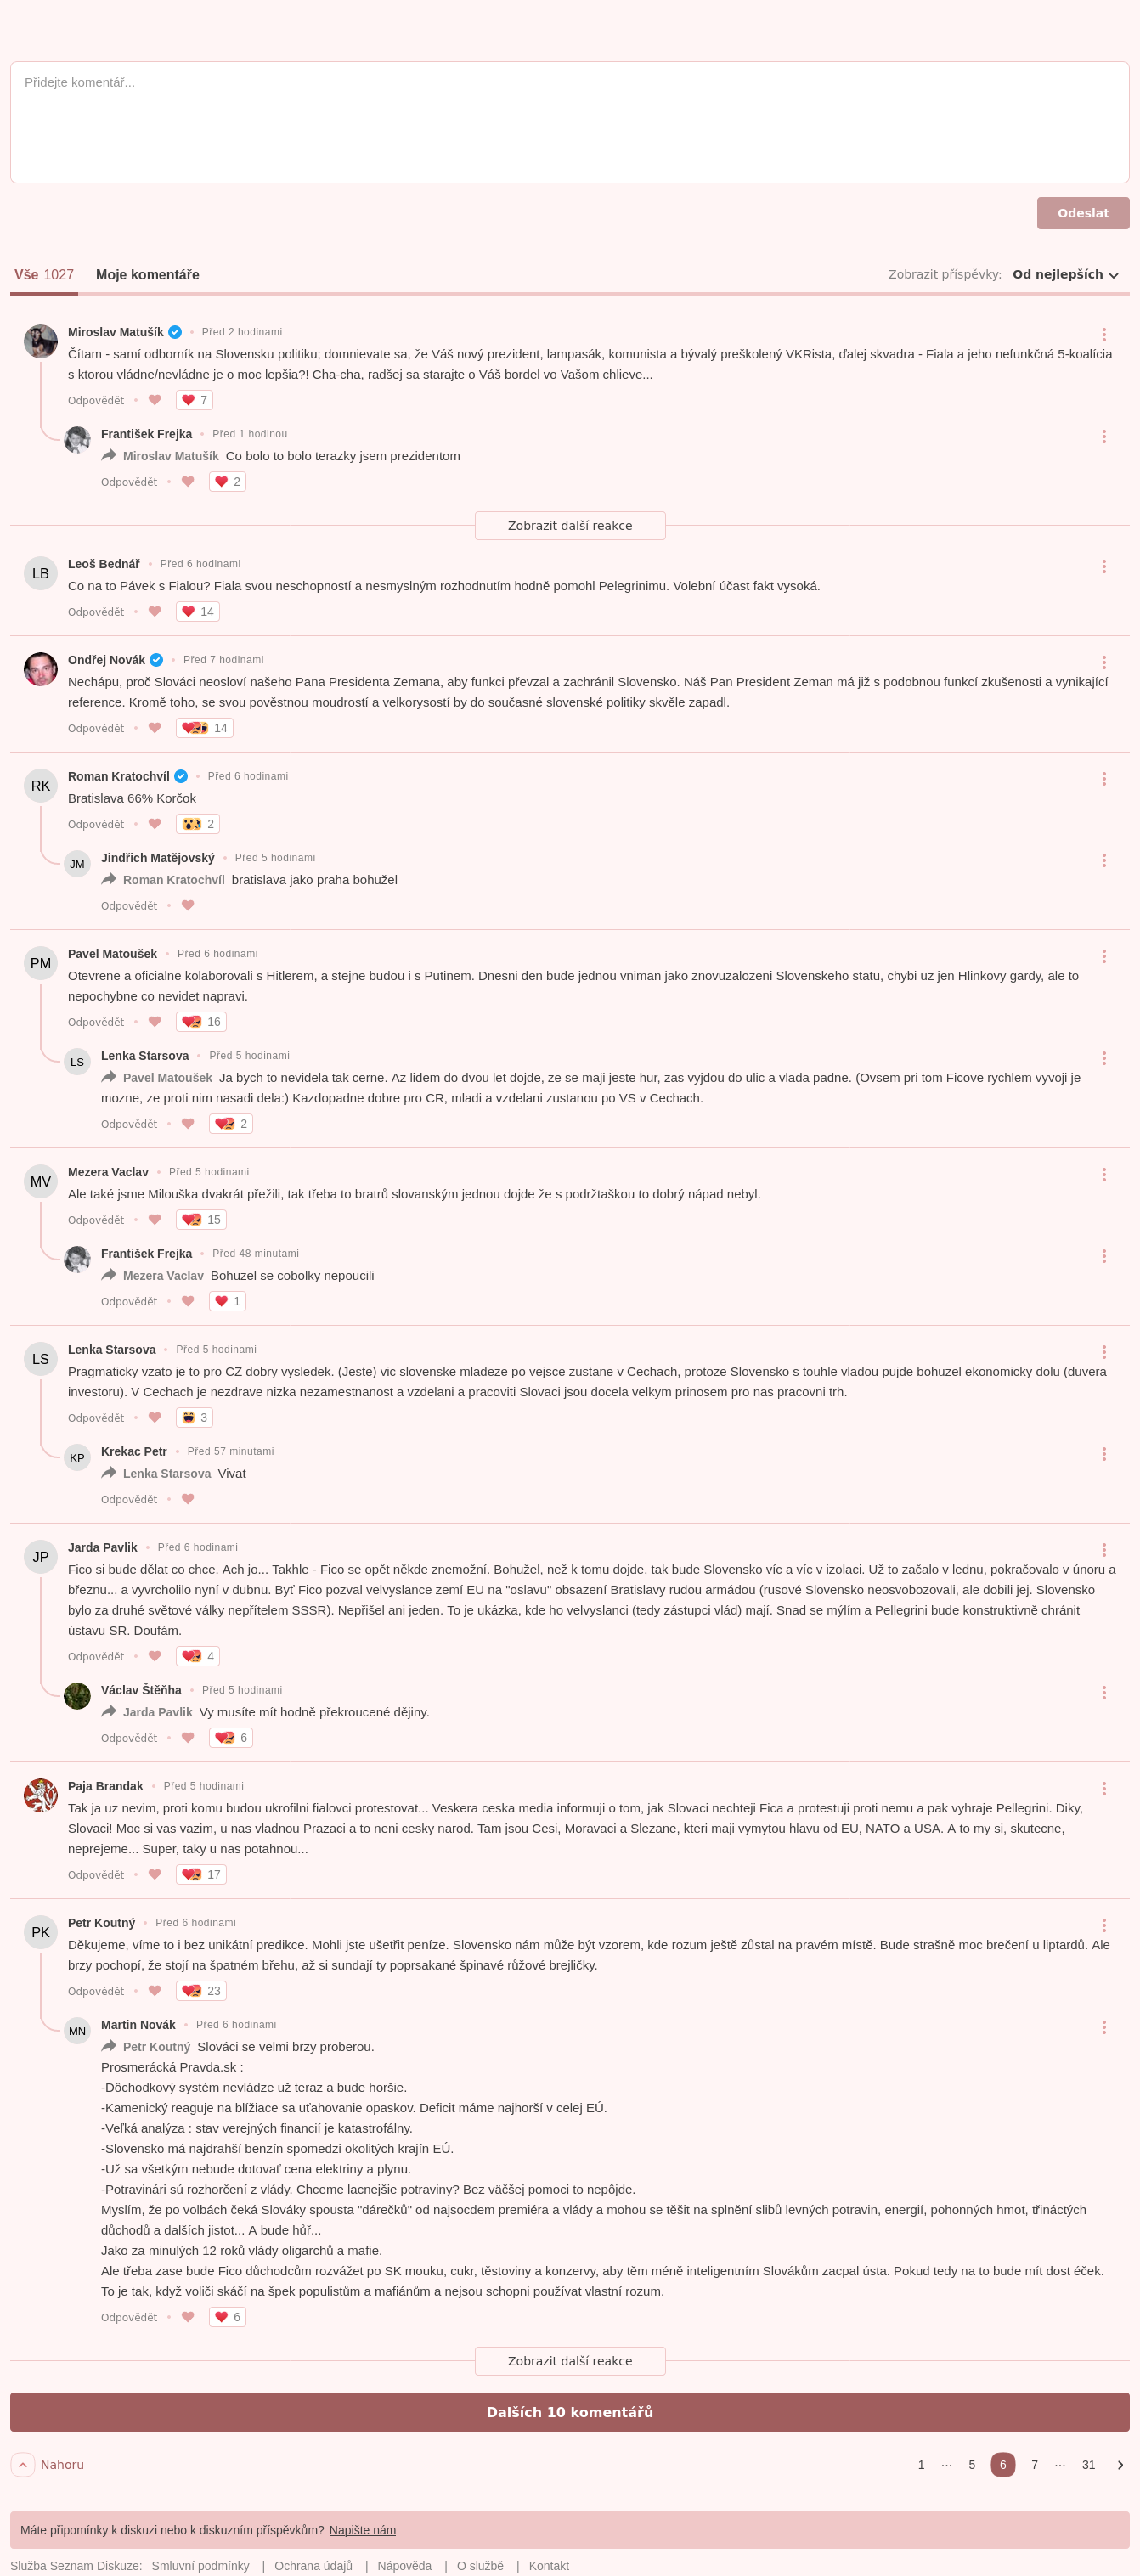 Přidejte komentář...
Odeslat
Vše 1027 Moje komentáře Zobrazit příspěvky: Od nejlepších
Miroslav Matušík • Před 2 hodinami
Čítam - samí odborník na Slovensku politiku; domnievate sa, že Váš nový prezident, lampasák, komunista a bývalý preškolený VKRista, ďalej skvadra - Fiala a jeho nefunkčná 5-koalícia
s ktorou vládne/nevládne je o moc lepšia?! Cha-cha, radšej sa starajte o Váš bordel vo Vašom chlieve...
Odpovědět • 7
František Frejka • Před 1 hodinou
Miroslav Matušík Co bolo to bolo terazky jsem prezidentom
Odpovědět • 2
Zobrazit další reakce
LB
Leoš Bednář • Před 6 hodinami
Co na to Pávek s Fialou? Fiala svou neschopností a nesmyslným rozhodnutím hodně pomohl Pelegrinimu. Volební účast fakt vysoká.
Odpovědět • 14
Ondřej Novák • Před 7 hodinami
Nechápu, proč Slováci neosloví našeho Pana Presidenta Zemana, aby funkci převzal a zachránil Slovensko. Náš Pan President Zeman má již s podobnou funkcí zkušenosti a vynikající
reference. Kromě toho, se svou pověstnou moudrostí a velkorysostí by do současné slovenské politiky skvěle zapadl.
Odpovědět • 14
RK
Roman Kratochvíl • Před 6 hodinami
Bratislava 66% Korčok
Odpovědět • 2
JM
Jindřich Matějovský • Před 5 hodinami
Roman Kratochvíl bratislava jako praha bohužel
Odpovědět •
PM
Pavel Matoušek • Před 6 hodinami
Otevrene a oficialne kolaborovali s Hitlerem, a stejne budou i s Putinem. Dnesni den bude jednou vniman jako znovuzalozeni Slovenskeho statu, chybi uz jen Hlinkovy gardy, ale to
nepochybne co nevidet napravi.
Odpovědět • 16
LS
Lenka Starsova • Před 5 hodinami
Pavel Matoušek Ja bych to nevidela tak cerne. Az lidem do dvou let dojde, ze se maji jeste hur, zas vyjdou do ulic a vlada padne. (Ovsem pri tom Ficove rychlem vyvoji je
mozne, ze proti nim nasadi dela:) Kazdopadne dobre pro CR, mladi a vzdelani zustanou po VS v Cechach.
Odpovědět • 2
MV
Mezera Vaclav • Před 5 hodinami
Ale také jsme Milouška dvakrát přežili, tak třeba to bratrů slovanským jednou dojde že s podržtaškou to dobrý nápad nebyl.
Odpovědět • 15
František Frejka • Před 48 minutami
Mezera Vaclav Bohuzel se cobolky nepoucili
Odpovědět • 1
LS
Lenka Starsova • Před 5 hodinami
Pragmaticky vzato je to pro CZ dobry vysledek. (Jeste) vic slovenske mladeze po vejsce zustane v Cechach, protoze Slovensko s touhle vladou pujde bohuzel ekonomicky dolu (duvera
investoru). V Cechach je nezdrave nizka nezamestnanost a vzdelani a pracoviti Slovaci jsou docela velkym prinosem pro nas pracovni trh.
Odpovědět • 3
KP
Krekac Petr • Před 57 minutami
Lenka Starsova Vivat
Odpovědět •
JP
Jarda Pavlik • Před 6 hodinami
Fico si bude dělat co chce. Ach jo... Takhle - Fico se opět někde znemožní. Bohužel, než k tomu dojde, tak bude Slovensko víc a víc v izolaci. Už to začalo v lednu, pokračovalo v únoru a
březnu... a vyvrcholilo nyní v dubnu. Byť Fico pozval velvyslance zemí EU na "oslavu" obsazení Bratislavy rudou armádou (rusové Slovensko neosvobozovali, ale dobili jej. Slovensko
bylo za druhé světové války nepřítelem SSSR). Nepřišel ani jeden. To je ukázka, kde ho velvyslanci (tedy zástupci vlád) mají. Snad se mýlím a Pellegrini bude konstruktivně chránit
ústavu SR. Doufám.
Odpovědět • 4
Václav Štěňha • Před 5 hodinami
Jarda Pavlik Vy musíte mít hodně překroucené dějiny.
Odpovědět • 6
Paja Brandak • Před 5 hodinami
Tak ja uz nevim, proti komu budou ukrofilni fialovci protestovat... Veskera ceska media informuji o tom, jak Slovaci nechteji Fica a protestuji proti nemu a pak vyhraje Pellegrini. Diky,
Slovaci! Moc si vas vazim, u nas vladnou Prazaci a to neni cesky narod. Tam jsou Cesi, Moravaci a Slezane, kteri maji vymytou hlavu od EU, NATO a USA. A to my si, skutecne,
neprejeme... Super, taky u nas potahnou...
Odpovědět • 17
PK
Petr Koutný • Před 6 hodinami
Děkujeme, víme to i bez unikátní predikce. Mohli jste ušetřit peníze. Slovensko nám může být vzorem, kde rozum ještě zůstal na pravém místě. Bude strašně moc brečení u liptardů. Ale
brzy pochopí, že stojí na špatném břehu, až si sundají ty poprsakané špinavé růžové brejličky.
Odpovědět • 23
MN
Martin Novák • Před 6 hodinami
Petr Koutný Slováci se velmi brzy proberou.
Prosmerácká Pravda.sk :
-Dôchodkový systém nevládze už teraz a bude horšie.
-Kamenický reaguje na blížiace sa uťahovanie opaskov. Deficit máme najhorší v celej EÚ.
-Veľká analýza : stav verejných financií je katastrofálny.
-Slovensko má najdrahší benzín spomedzi okolitých krajín EÚ.
-Už sa všetkým nebude dotovať cena elektriny a plynu.
-Potravinári sú rozhorčení z vlády. Chceme lacnejšie potraviny? Bez väčšej pomoci to nepôjde.
Myslím, že po volbách čeká Slováky spousta "dárečků" od najsocdem premiéra a vlády a mohou se těšit na splnění slibů levných potravin, energií, pohonných hmot, třináctých
důchodů a dalších jistot... A bude hůř...
Jako za minulých 12 roků vlády oligarchů a mafie.
Ale třeba zase bude Fico důchodcům rozvážet po SK mouku, cukr, těstoviny a konzervy, aby těm méně inteligentním Slovákům zacpal ústa. Pokud tedy na to bude mít dost éček.
To je tak, když voliči skáčí na špek populistům a mafiánům a nejsou schopni používat vlastní rozum.
Odpovědět • 6
Zobrazit další reakce
Dalších 10 komentářů
Nahoru 1 ··· 5 6 7 ··· 31
Máte připomínky k diskuzi nebo k diskuzním příspěvkům? Napište nám
Služba Seznam Diskuze: Smluvní podmínky | Ochrana údajů | Nápověda | O službě | Kontakt